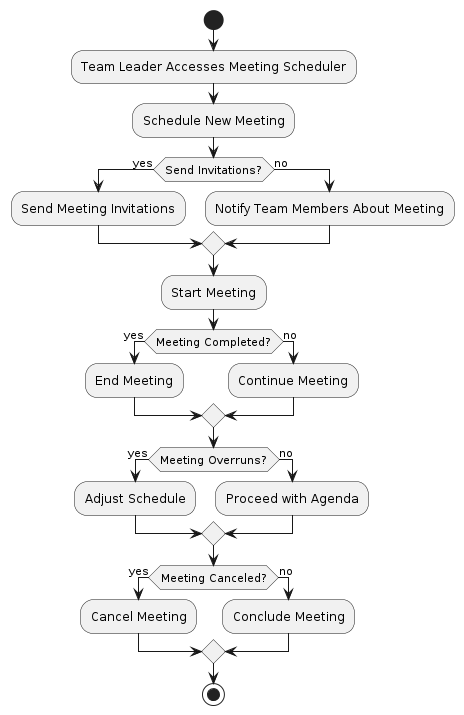 Team Leader Accesses Meeting Scheduler
Schedule New Meeting
yes
Send Invitations?
no
Send Meeting Invitations
Notify Team Members About Meeting
Start Meeting
yes
Meeting Completed?
no
End Meeting
Continue Meeting
yes
Meeting Overruns?
no
Adjust Schedule
Proceed with Agenda
yes
Meeting Canceled?
no
Cancel Meeting
Conclude Meeting